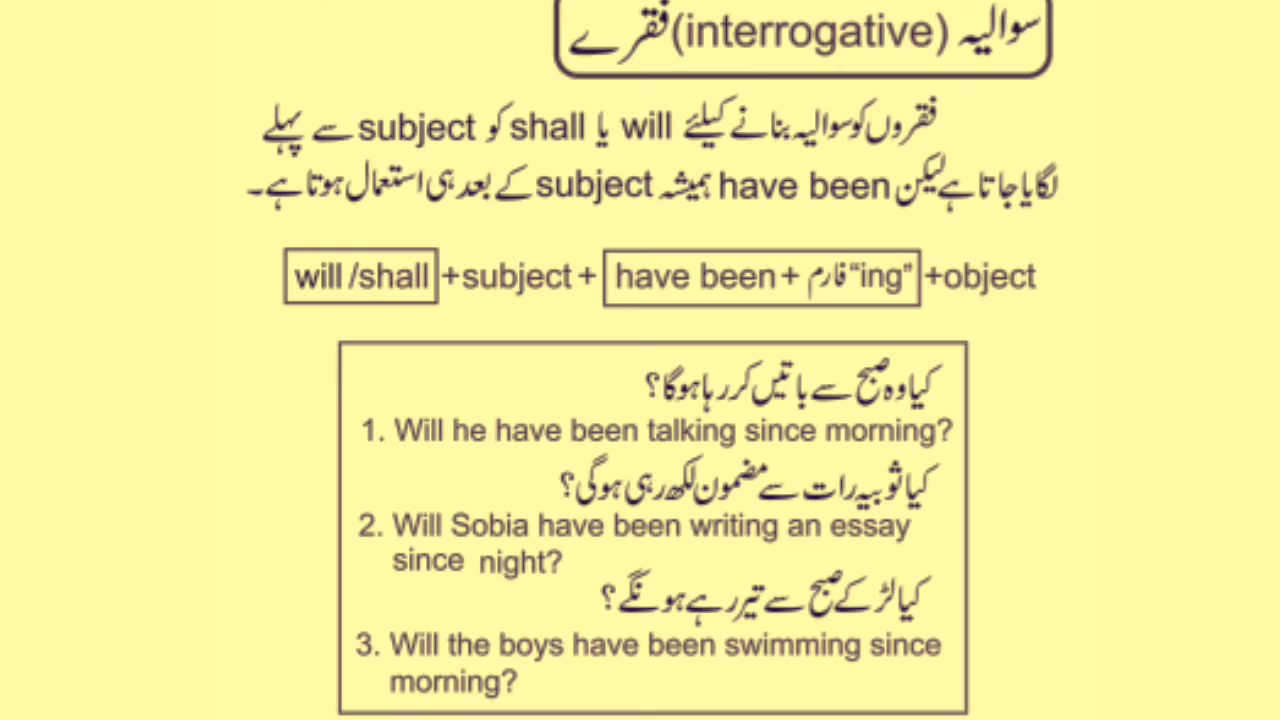 سوالیہ (interrogative) فقرے
فقروں کو سوالیہ بنانے کیلئے will یا shall کو subject سے پہلے
لگایا جاتا ہے لیکن have been ہمیشہ subject کے بعد ہی استعمال ہوتا ہے۔
will /shall +subject + have been + فارم “ing” +object
کیا وہ صبح سے باتیں کر رہا ہو گا؟
1. Will he have been talking since morning?
کیا ثوبیہ رات سے مضمون لکھ رہی ہو گی؟
2. Will Sobia have been writing an essay
since night?
کیا لڑکے صبح سے تیر رہے ہونگے؟
3. Will the boys have been swimming since
morning?